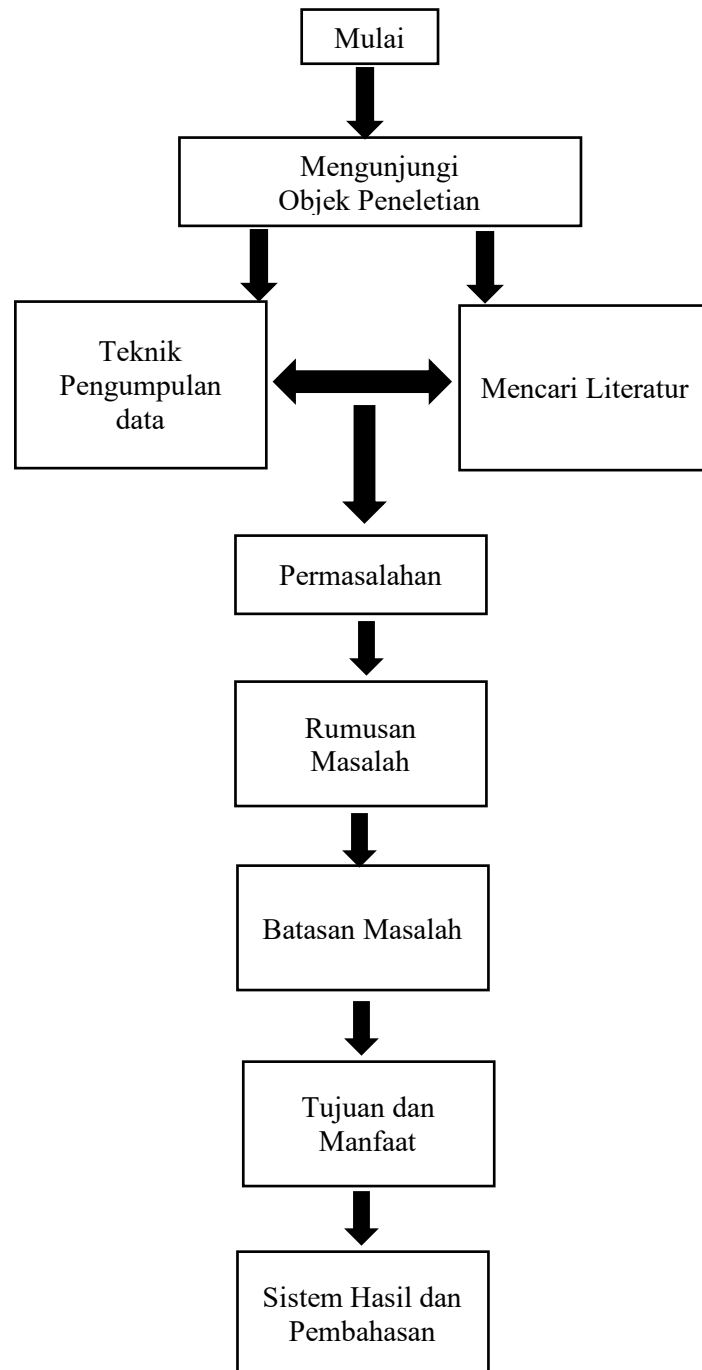 Mulai
Mengunjungi
Objek Peneletian
Teknik
Pengumpulan
data
Mencari Literatur
Permasalahan
Rumusan
Masalah
Batasan Masalah
Tujuan dan
Manfaat
Sistem Hasil dan
Pembahasan